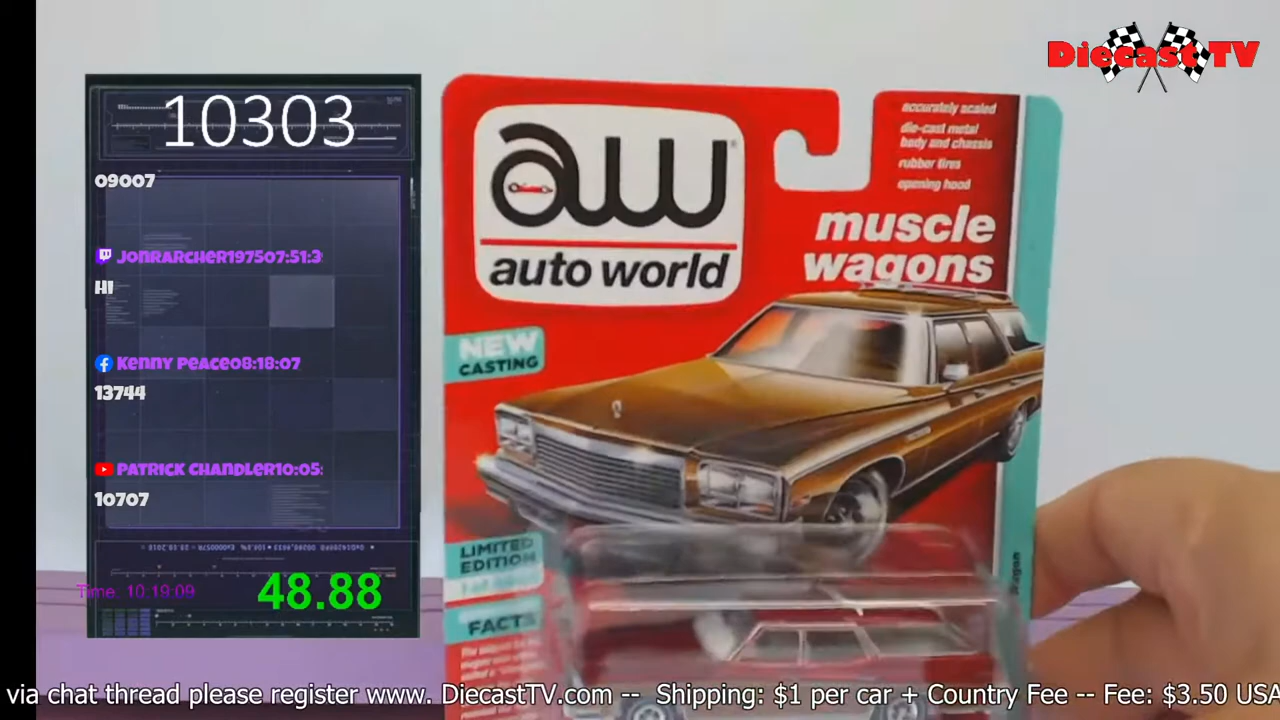 Diecast TV
10303
09007
JonRarcher197507:51:3
HI
Kenny Peace08:18:07
13744
Patrick Chandler10:05:
10707
Time: 10:19:09
48.88
aw
auto world
accurately scaled
die-cast metal
body and chassis
rubber tires
opening hood
muscle
wagons
NEW
CASTING
LIMITED
EDITION
FACTS
via chat thread please register www. DiecastTV.com -- Shipping: $1 per car + Country Fee -- Fee: $3.50 USA